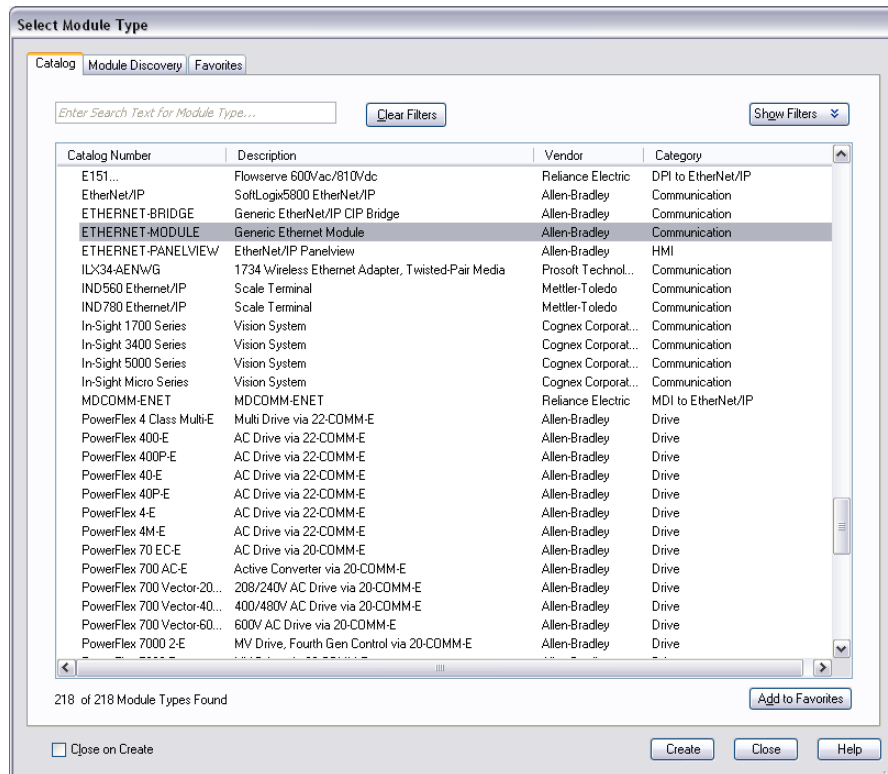 Select Module Type
Catalog Module Discovery Favorites
Enter Search Text for Module Type... Clear Filters Show Filters
Catalog Number Description Vendor Category
E151... Flowserve 600Vac/810Vdc Reliance Electric DPI to EtherNet/IP
EtherNet/IP SoftLogix5800 EtherNet/IP Allen-Bradley Communication
ETHERNET-BRIDGE Generic EtherNet/IP CIP Bridge Allen-Bradley Communication
ETHERNET-MODULE Generic Ethernet Module Allen-Bradley Communication
ETHERNET-PANELVIEW EtherNet/IP Panelview Allen-Bradley HMI
ILX34-AENWG 1734 Wireless Ethernet Adapter, Twisted-Pair Media Prosoft Technol... Communication
IND560 Ethernet/IP Scale Terminal Mettler-Toledo Communication
IND780 Ethernet/IP Scale Terminal Mettler-Toledo Communication
In-Sight 1700 Series Vision System Cognex Corporat... Communication
In-Sight 3400 Series Vision System Cognex Corporat... Communication
In-Sight 5000 Series Vision System Cognex Corporat... Communication
In-Sight Micro Series Vision System Cognex Corporat... Communication
MDCOMM-ENET MDCOMM-ENET Reliance Electric MDI to EtherNet/IP
PowerFlex 4 Class Multi-E Multi Drive via 22-COMM-E Allen-Bradley Drive
PowerFlex 400-E AC Drive via 22-COMM-E Allen-Bradley Drive
PowerFlex 400P-E AC Drive via 22-COMM-E Allen-Bradley Drive
PowerFlex 40-E AC Drive via 22-COMM-E Allen-Bradley Drive
PowerFlex 40P-E AC Drive via 22-COMM-E Allen-Bradley Drive
PowerFlex 4-E AC Drive via 22-COMM-E Allen-Bradley Drive
PowerFlex 4M-E AC Drive via 22-COMM-E Allen-Bradley Drive
PowerFlex 70 EC-E AC Drive via 20-COMM-E Allen-Bradley Drive
PowerFlex 700 AC-E Active Converter via 20-COMM-E Allen-Bradley Drive
PowerFlex 700 Vector-20... 208/240V AC Drive via 20-COMM-E Allen-Bradley Drive
PowerFlex 700 Vector-40... 400/480V AC Drive via 20-COMM-E Allen-Bradley Drive
PowerFlex 700 Vector-60... 600V AC Drive via 20-COMM-E Allen-Bradley Drive
PowerFlex 7000 2-E MV Drive, Fourth Gen Control via 20-COMM-E Allen-Bradley Drive
218 of 218 Module Types Found Add to Favorites
Close on Create Create Close Help